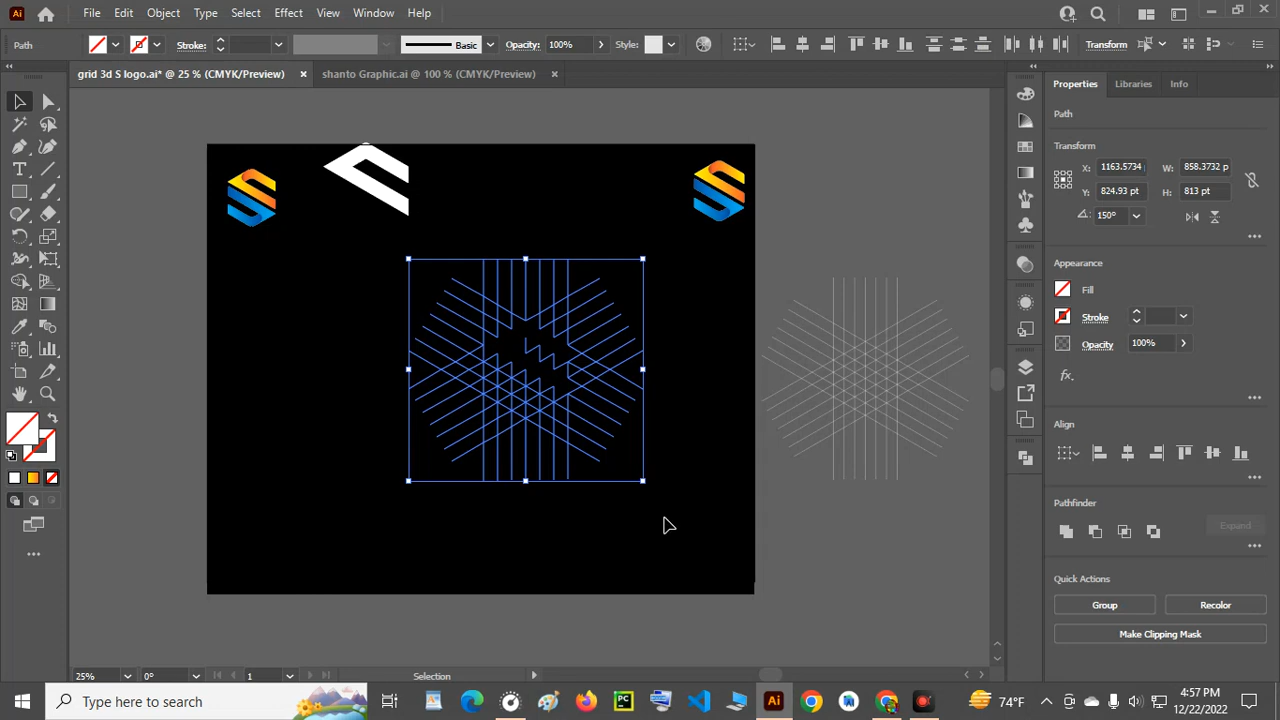 Ai File Edit Object Type Select Effect View Window Help
Path Stroke: Basic Opacity: 100% Style: Transform
grid 3d S logo.ai* @ 25 % (CMYK/Preview) × shanto Graphic.ai @ 100 % (CMYK/Preview) ×
Properties Libraries Info
Path
Transform
X: 1163.5734 W: 858.3732 p
Y: 824.93 pt H: 813 pt
150°
Appearance
Fill
Stroke
Opacity 100%
fx.
Align
Pathfinder
Expand
Quick Actions
Group Recolor
Make Clipping Mask
25% 0° 1 Selection
Type here to search
PC
Ai
74°F
4:57 PM
12/22/2022